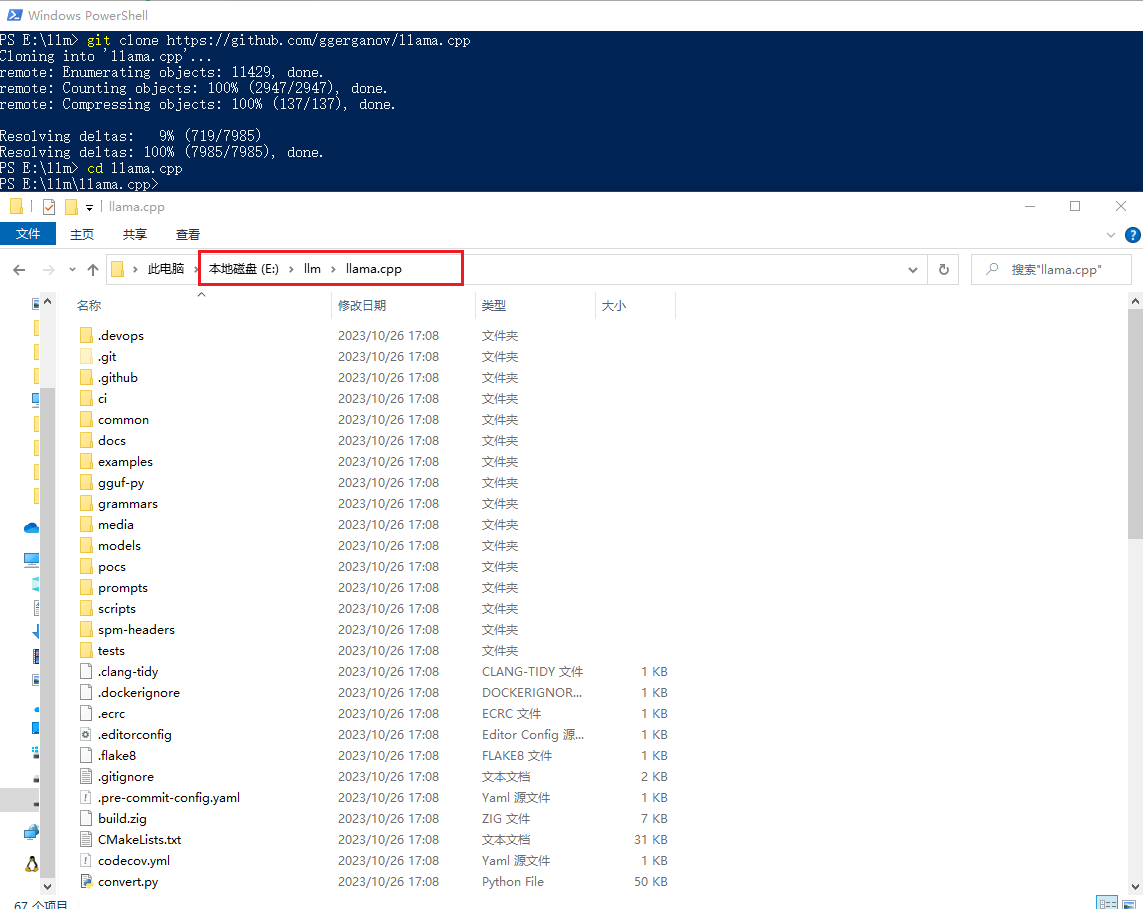 Windows PowerShell
PS E:\llm> git clone https://github.com/ggerganov/llama.cpp
Cloning into 'llama.cpp'...
remote: Enumerating objects: 11429, done.
remote: Counting objects: 100% (2947/2947), done.
remote: Compressing objects: 100% (137/137), done.
Resolving deltas:   9% (719/7985)
Resolving deltas: 100% (7985/7985), done.
PS E:\llm> cd llama.cpp
PS E:\llm\llama.cpp>
llama.cpp
文件 主页 共享 查看
此电脑 › 本地磁盘 (E:) › llm › llama.cpp 搜索"llama.cpp"
名称 修改日期 类型 大小
.devops 2023/10/26 17:08 文件夹
.git 2023/10/26 17:08 文件夹
.github 2023/10/26 17:08 文件夹
ci 2023/10/26 17:08 文件夹
common 2023/10/26 17:08 文件夹
docs 2023/10/26 17:08 文件夹
examples 2023/10/26 17:08 文件夹
gguf-py 2023/10/26 17:08 文件夹
grammars 2023/10/26 17:08 文件夹
media 2023/10/26 17:08 文件夹
models 2023/10/26 17:08 文件夹
pocs 2023/10/26 17:08 文件夹
prompts 2023/10/26 17:08 文件夹
scripts 2023/10/26 17:08 文件夹
spm-headers 2023/10/26 17:08 文件夹
tests 2023/10/26 17:08 文件夹
.clang-tidy 2023/10/26 17:08 CLANG-TIDY 文件 1 KB
.dockerignore 2023/10/26 17:08 DOCKERIGNOR... 1 KB
.ecrc 2023/10/26 17:08 ECRC 文件 1 KB
.editorconfig 2023/10/26 17:08 Editor Config 源... 1 KB
.flake8 2023/10/26 17:08 FLAKE8 文件 1 KB
.gitignore 2023/10/26 17:08 文本文档 2 KB
.pre-commit-config.yaml 2023/10/26 17:08 Yaml 源文件 1 KB
build.zig 2023/10/26 17:08 ZIG 文件 7 KB
CMakeLists.txt 2023/10/26 17:08 文本文档 31 KB
codecov.yml 2023/10/26 17:08 Yaml 源文件 1 KB
convert.py 2023/10/26 17:08 Python File 50 KB
67 个项目